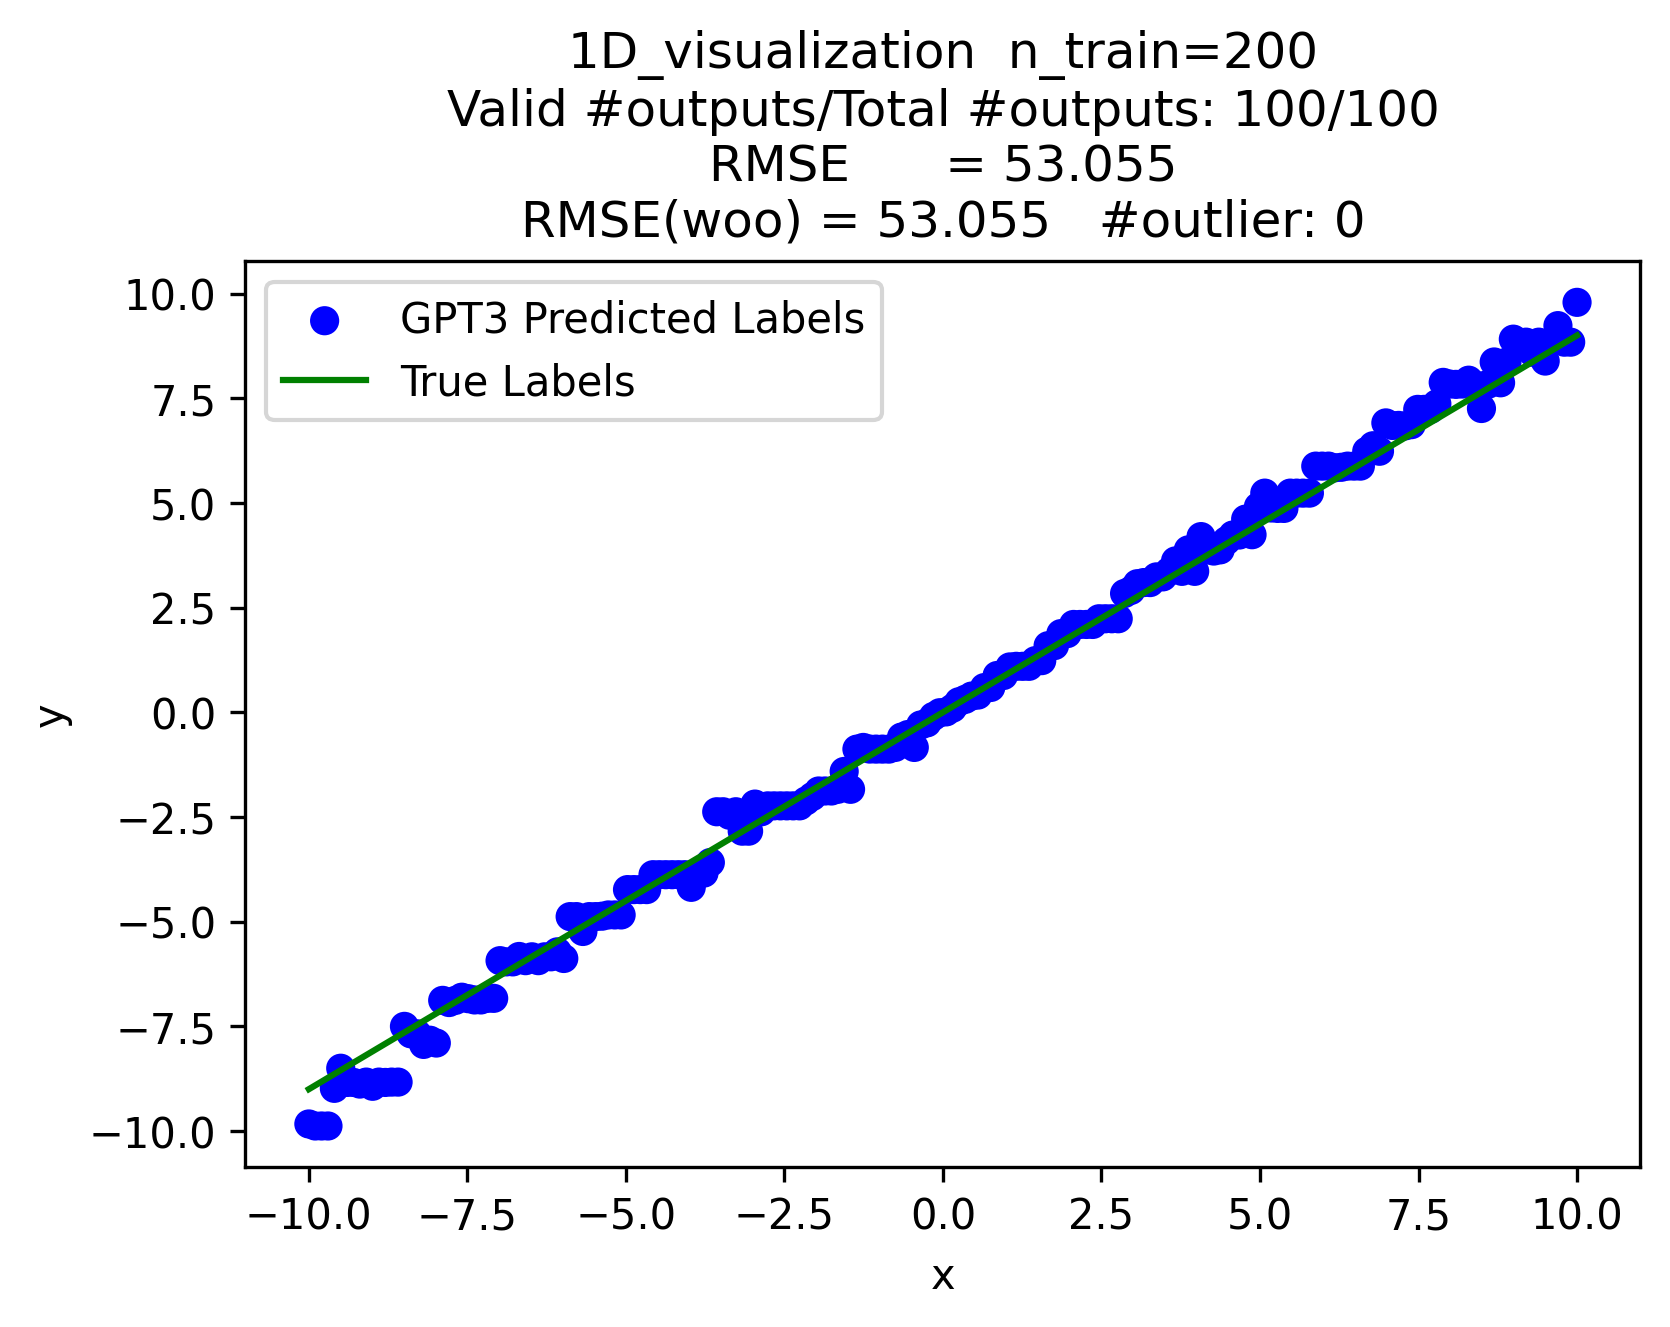 1D_visualization  n_train=200
Valid #outputs/Total #outputs: 100/100
RMSE      = 53.055
RMSE(woo) = 53.055   #outlier: 0
GPT3 Predicted Labels
True Labels
10.0
7.5
5.0
2.5
0.0
−2.5
−5.0
−7.5
−10.0
y
−10.0 −7.5 −5.0 −2.5 0.0 2.5 5.0 7.5 10.0
x